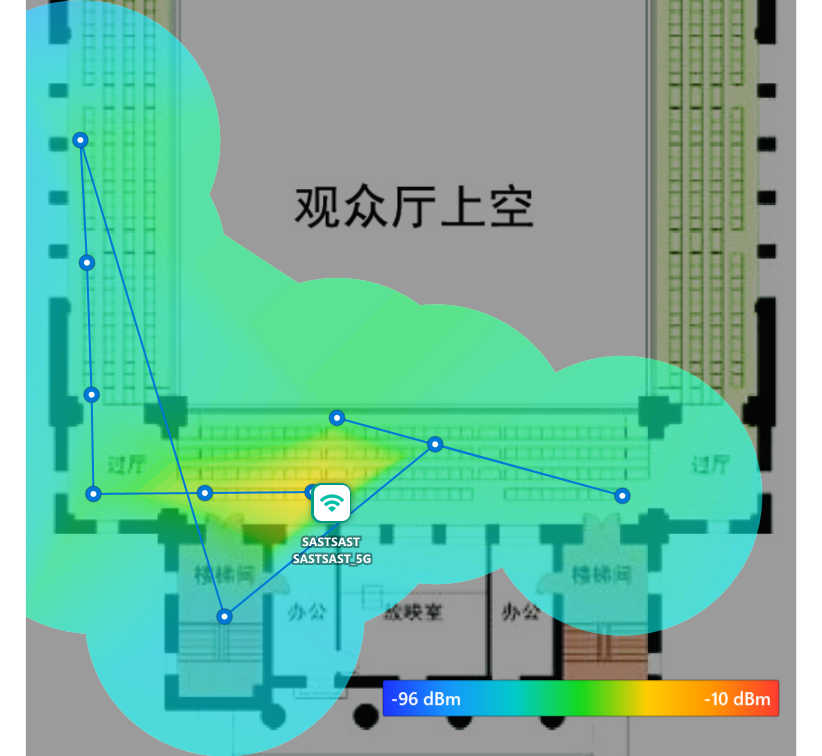 观众厅上空
过厅
过厅
SASTSAST
SASTSAST_5G
楼梯间
楼梯间
办公
放映室
办公
-96 dBm
-10 dBm